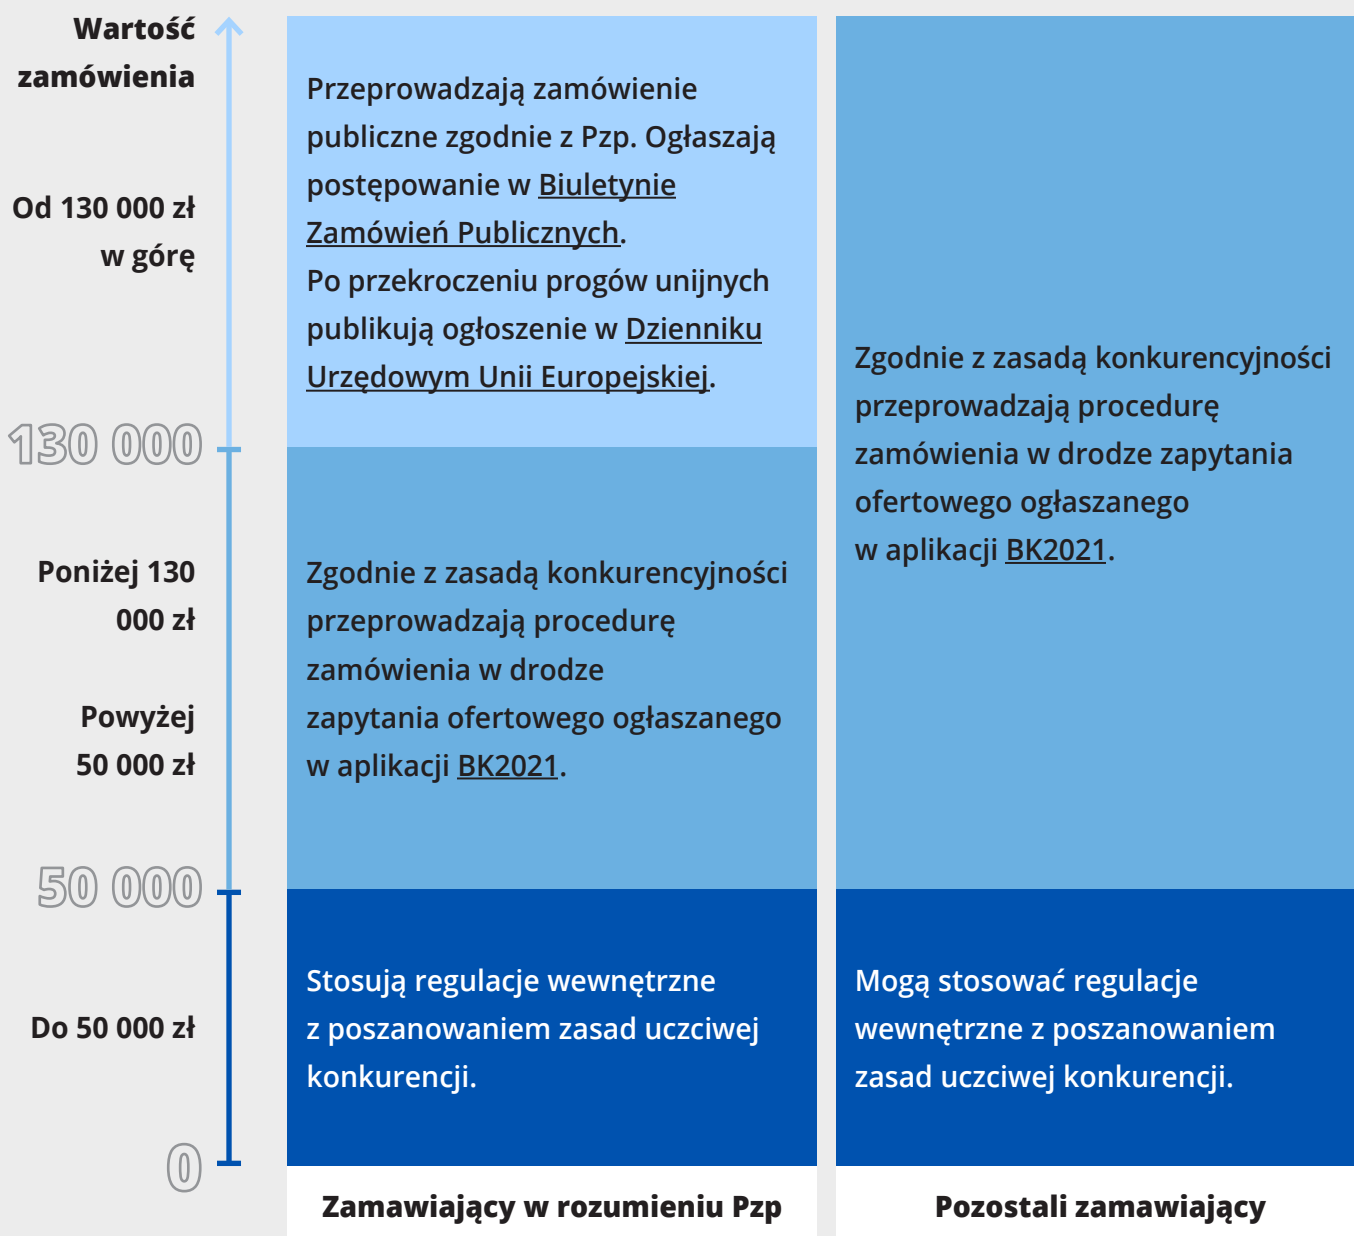 Wartość
zamówienia
Od 130 000 zł
w górę
130 000
Poniżej 130
000 zł
Powyżej
50 000 zł
50 000
Do 50 000 zł
0
Przeprowadzają zamówienie
publiczne zgodnie z Pzp. Ogłaszają
postępowanie w Biuletynie
Zamówień Publicznych.
Po przekroczeniu progów unijnych
publikują ogłoszenie w Dzienniku
Urzędowym Unii Europejskiej.
Zgodnie z zasadą konkurencyjności
przeprowadzają procedurę
zamówienia w drodze
zapytania ofertowego ogłaszanego
w aplikacji BK2021.
Stosują regulacje wewnętrzne
z poszanowaniem zasad uczciwej
konkurencji.
Zamawiający w rozumieniu Pzp
Zgodnie z zasadą konkurencyjności
przeprowadzają procedurę
zamówienia w drodze zapytania
ofertowego ogłaszanego
w aplikacji BK2021.
Mogą stosować regulacje
wewnętrzne z poszanowaniem
zasad uczciwej konkurencji.
Pozostali zamawiający